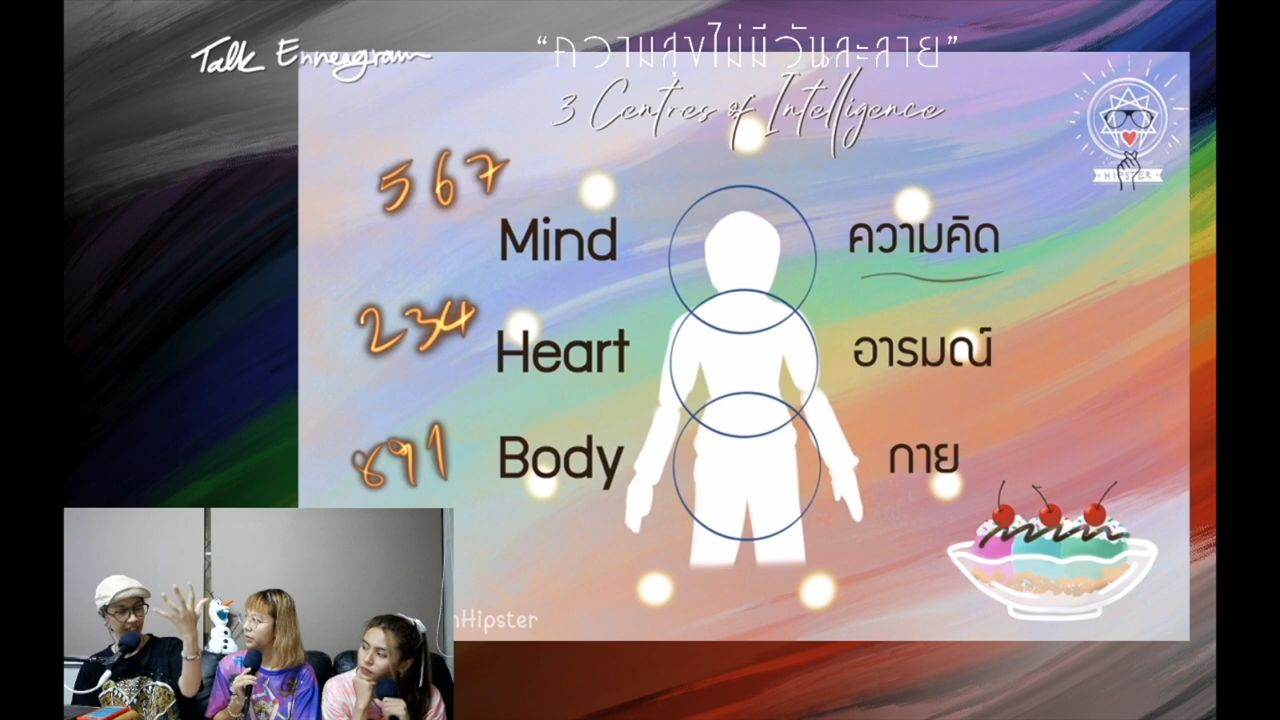 Talk Enneagram
“ความสุขไม่มีวันละลาย”
3 Centres of Intelligence
HIPSTER
567
Mind
ความคิด
234
Heart
อารมณ์
891
Body
กาย
Hipster